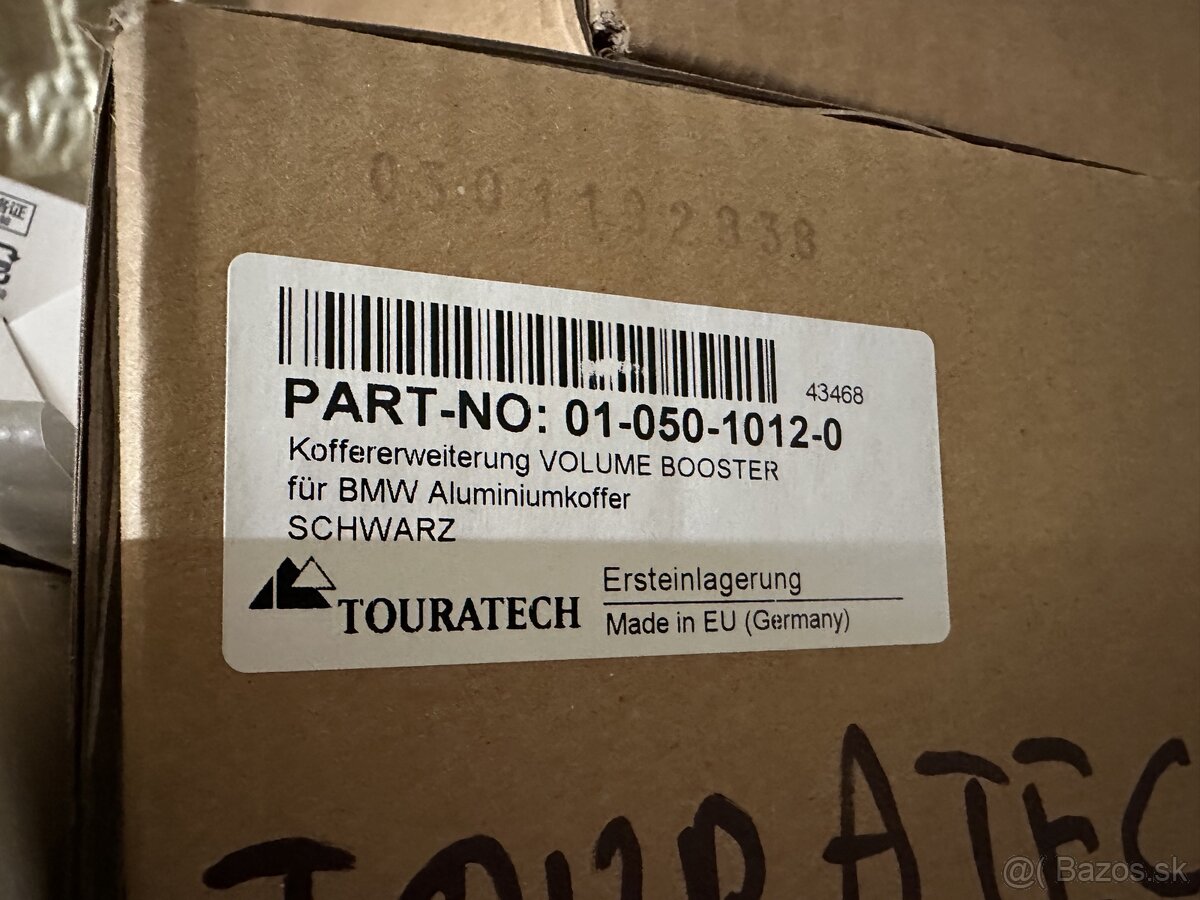 43468
PART-NO: 01-050-1012-0
Koffererweiterung VOLUME BOOSTER
für BMW Aluminiumkoffer
SCHWARZ
TOURATECH
Ersteinlagerung
Made in EU (Germany)
TOURATEC
@( Bazos.sk